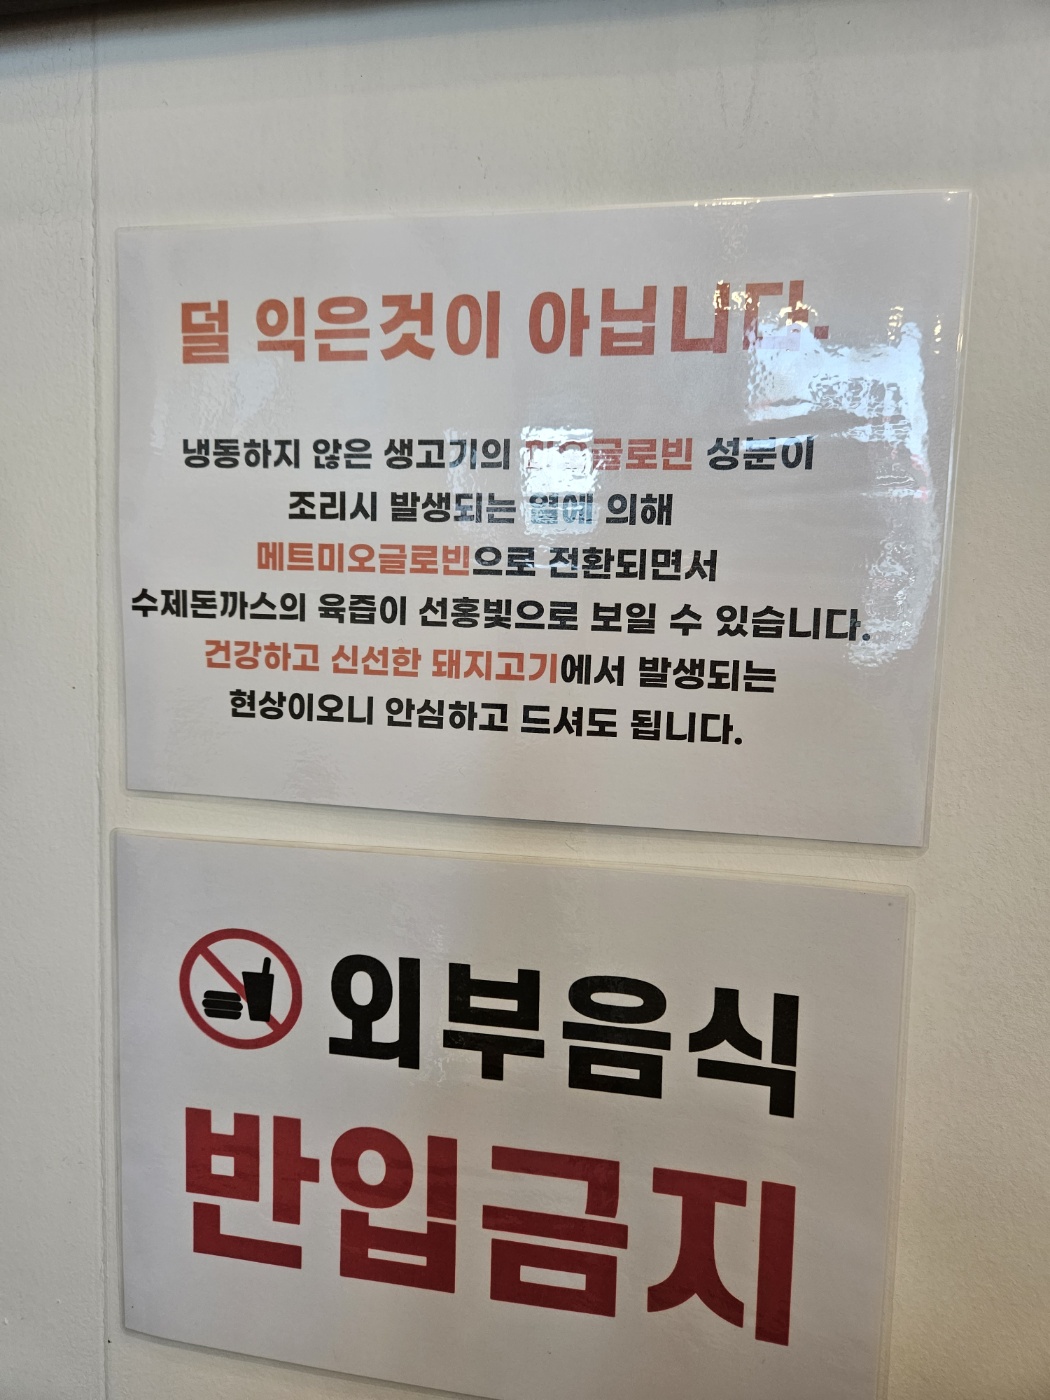 덜 익은것이 아닙니다.
냉동하지 않은 생고기의 미오글로빈 성분이
조리시 발생되는 열에 의해
메트미오글로빈으로 전환되면서
수제돈까스의 육즙이 선홍빛으로 보일 수 있습니다.
건강하고 신선한 돼지고기에서 발생되는
현상이오니 안심하고 드셔도 됩니다.
외부음식
반입금지